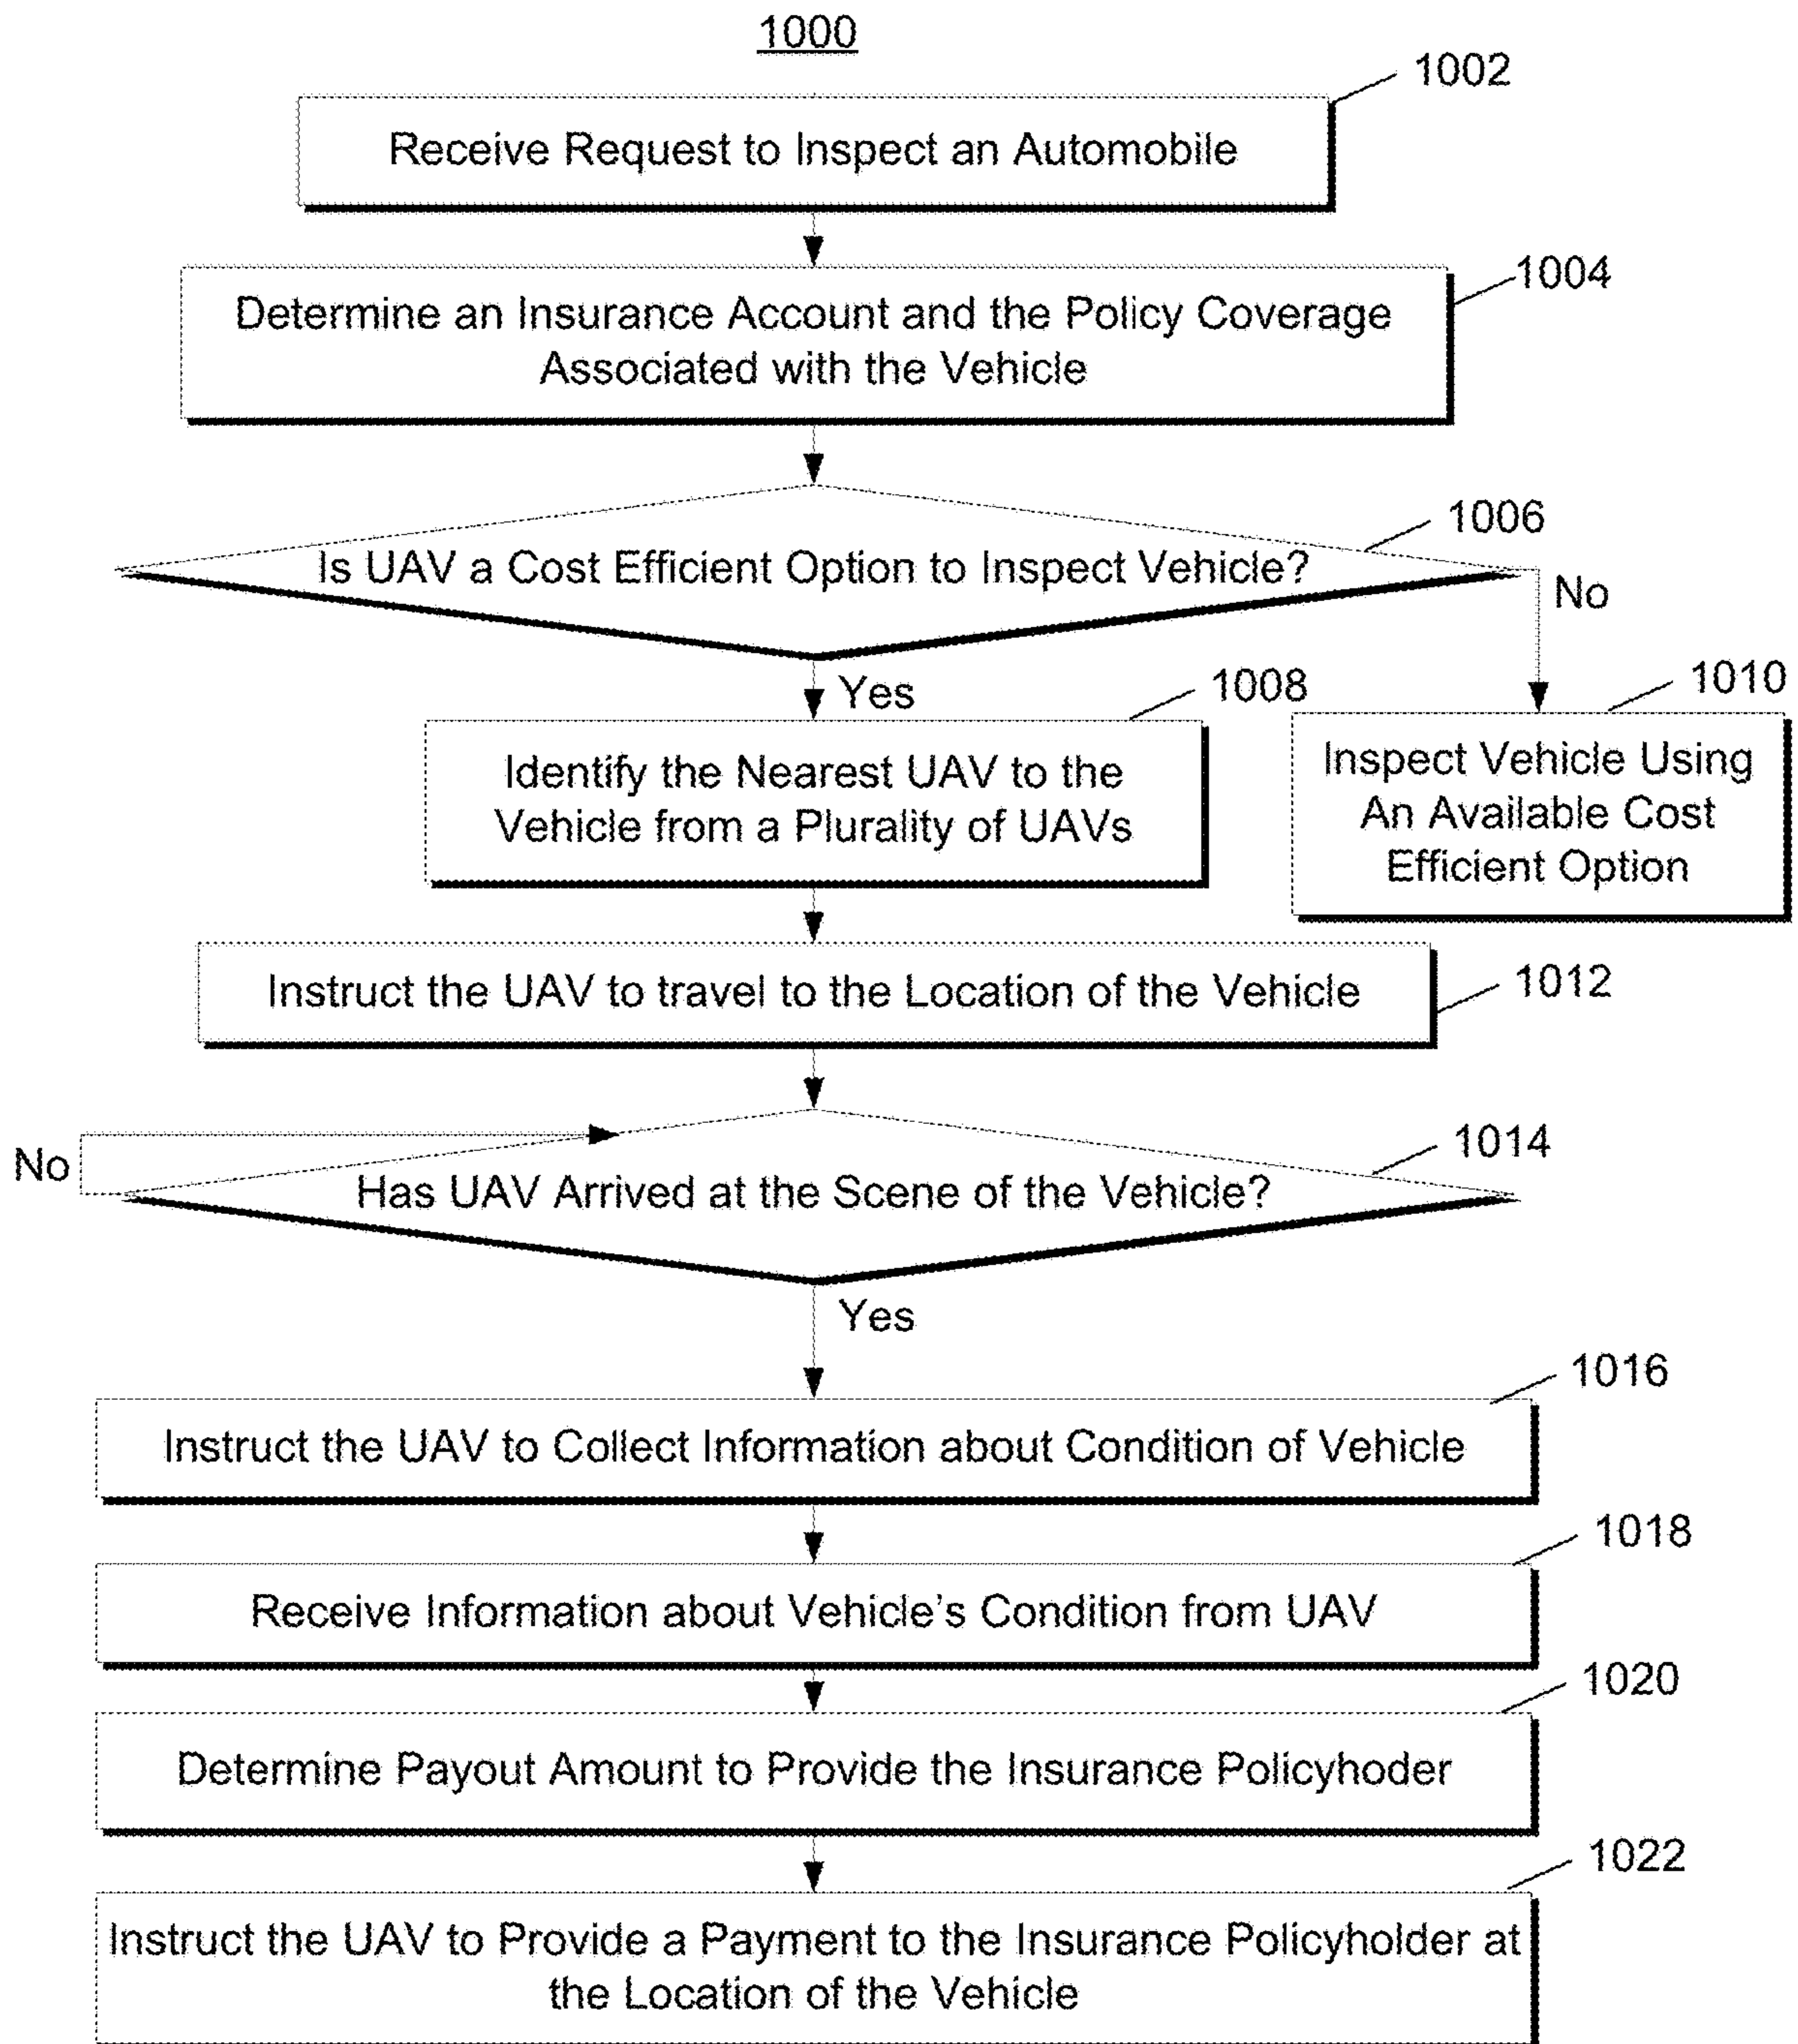 1000
1002
Receive Request to Inspect an Automobile
1004
Determine an Insurance Account and the Policy Coverage
Associated with the Vehicle
1006
Is UAV a Cost Efficient Option to Inspect Vehicle?
No
Yes
1008
1010
Identify the Nearest UAV to the
Vehicle from a Plurality of UAVs
Inspect Vehicle Using
An Available Cost
Efficient Option
Instruct the UAV to travel to the Location of the Vehicle
1012
No
1014
Has UAV Arrived at the Scene of the Vehicle?
Yes
1016
Instruct the UAV to Collect Information about Condition of Vehicle
1018
Receive Information about Vehicle's Condition from UAV
1020
Determine Payout Amount to Provide the Insurance Policyhoder
1022
Instruct the UAV to Provide a Payment to the Insurance Policyholder at
the Location of the Vehicle